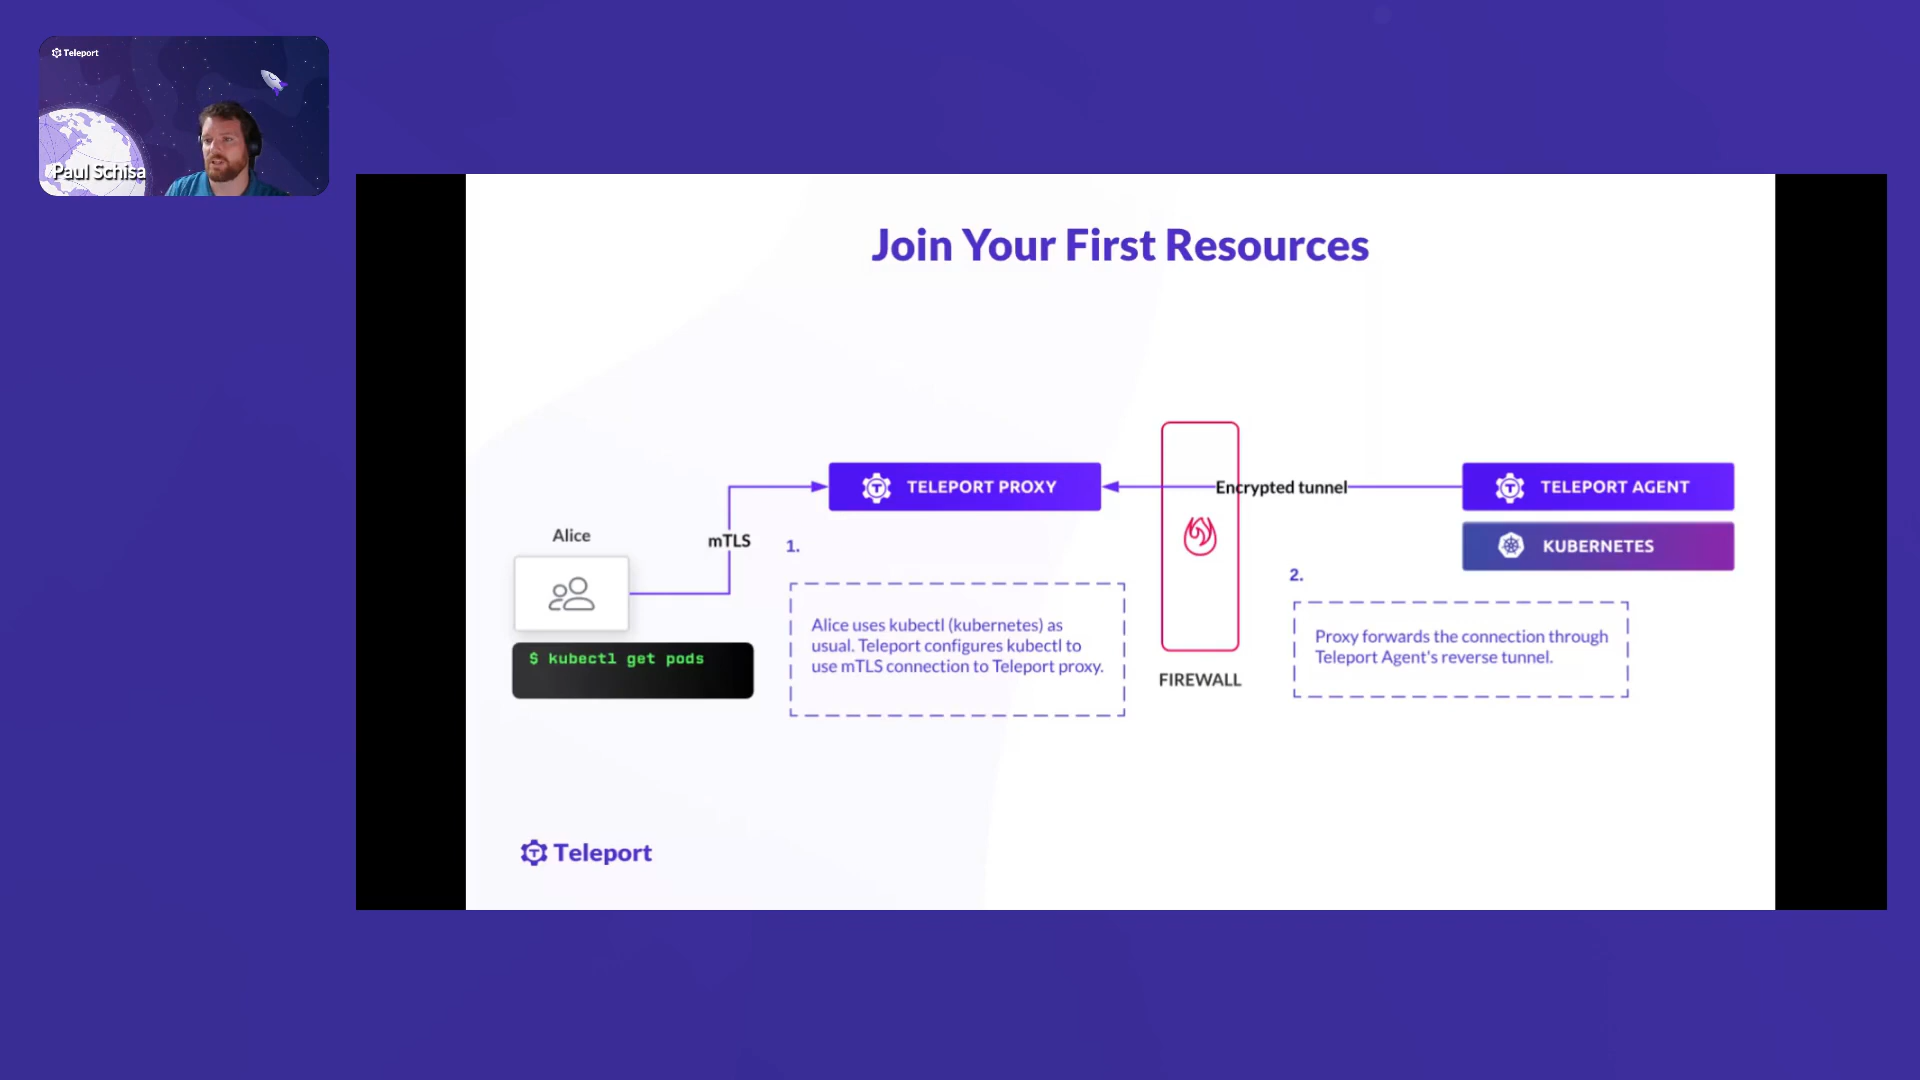 Teleport
Paul Schisa
Join Your First Resources
TELEPORT PROXY
Encrypted tunnel
TELEPORT AGENT
Alice
mTLS
1.
KUBERNETES
2.
Alice uses kubectl (kubernetes) as
usual. Teleport configures kubectl to
use mTLS connection to Teleport proxy.
Proxy forwards the connection through
Teleport Agent's reverse tunnel.
$ kubectl get pods
FIREWALL
Teleport